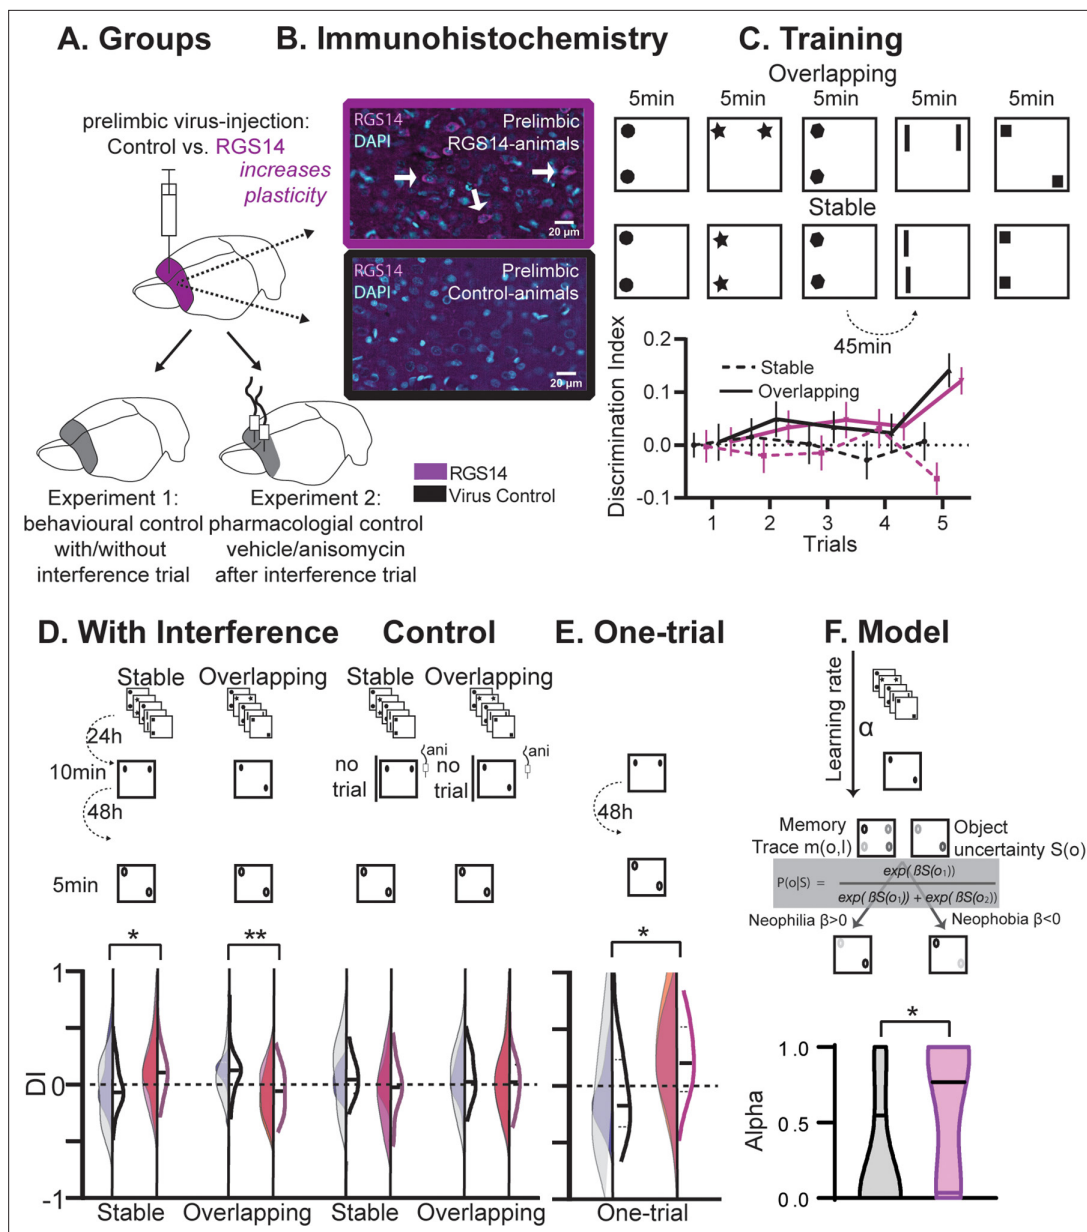 A. Groups
prelimbic virus-injection:
Control vs. RGS14
increases
plasticity
Experiment 1:
behavioural control
with/without
interference trial
Experiment 2:
pharmacologial control
vehicle/anisomycin
after interference trial
B. Immunohistochemistry
RGS14
DAPI
Prelimbic
RGS14-animals
20 µm
RGS14
DAPI
Prelimbic
Control-animals
20 µm
RGS14
Virus Control
C. Training
Overlapping
5min 5min 5min 5min 5min
Stable
45min
Discrimination Index
0.2
0.1
0.0
-0.1
Stable
Overlapping
1 2 3 4 5
Trials
D. With Interference
Control
Stable Overlapping Stable Overlapping
24h
10min
no
trial
ani
no
trial
ani
48h
5min
* **
DI
1
0
-1
Stable Overlapping Stable Overlapping
E. One-trial
48h
*
One-trial
F. Model
Learning rate
α
Memory
Trace m(o,l)
Object
uncertainty S(o)
P(o|S) = exp( ßS(o₁)) / exp( ßS(o₁)) + exp( ßS(o₂))
Neophilia β>0
Neophobia β<0
*
Alpha
1.0
0.5
0.0